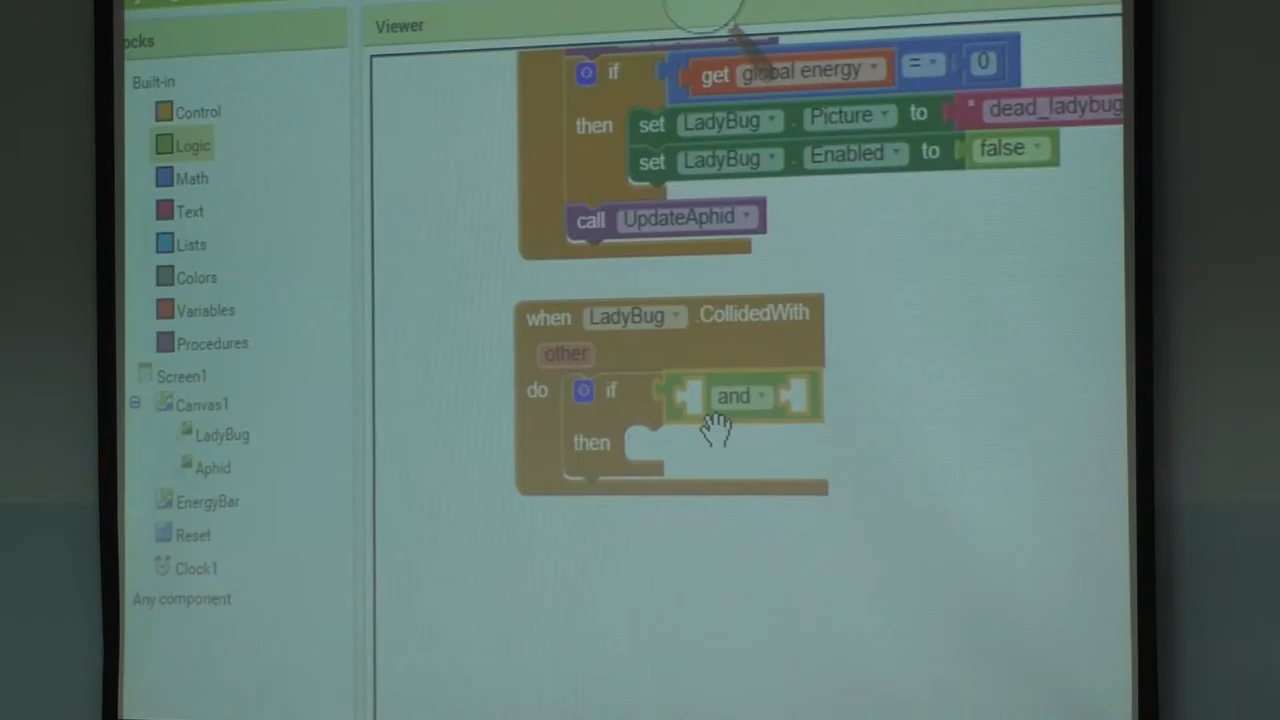 ocks
Viewer
Built-in
Control
Logic
Math
Text
Lists
Colors
Variables
Procedures
Screen1
Canvas1
LadyBug
Aphid
EnergyBar
Reset
Clock1
Any component
if get global energy = 0
then set LadyBug . Picture to " dead_ladybug
set LadyBug . Enabled to false
call UpdateAphid
when LadyBug .CollidedWith
other
do if and
then